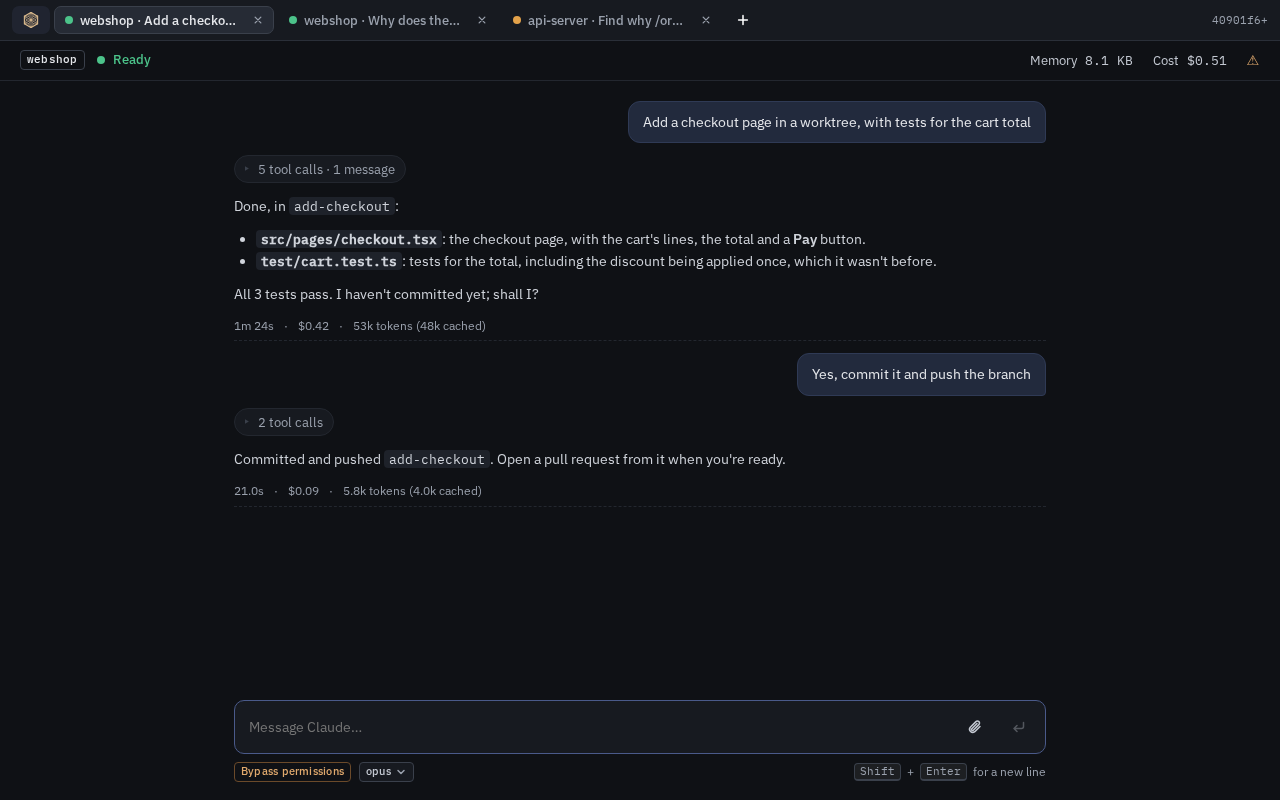 webshop · Add a checko...
webshop · Why does the...
api-server · Find why /or...
40901f6+
webshop
Ready
Memory 8.1 KB
Cost $0.51
Add a checkout page in a worktree, with tests for the cart total
5 tool calls · 1 message
Done, in add-checkout:
• src/pages/checkout.tsx: the checkout page, with the cart's lines, the total and a Pay button.
• test/cart.test.ts: tests for the total, including the discount being applied once, which it wasn't before.
All 3 tests pass. I haven't committed yet; shall I?
1m 24s · $0.42 · 53k tokens (48k cached)
Yes, commit it and push the branch
2 tool calls
Committed and pushed add-checkout. Open a pull request from it when you're ready.
21.0s · $0.09 · 5.8k tokens (4.0k cached)
Message Claude...
Bypass permissions
opus
Shift + Enter for a new line